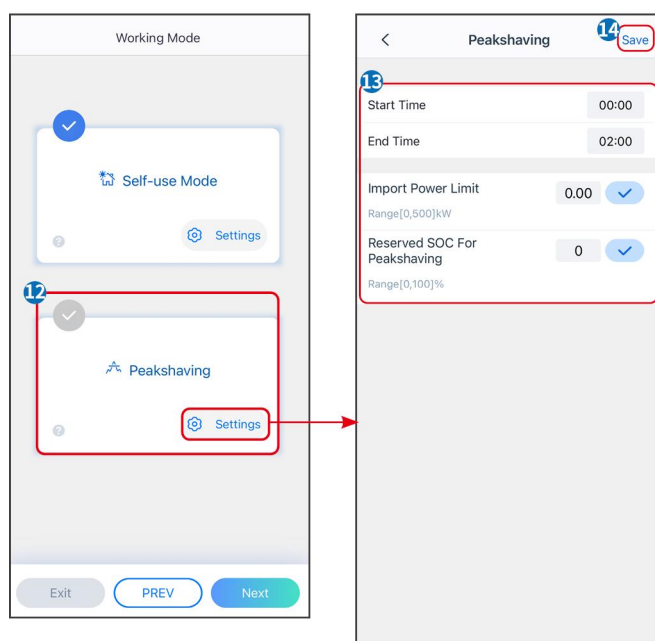 Working Mode
Self-use Mode
Settings
12
Peakshaving
Settings
Exit
PREV
Next
14
Peakshaving
Save
13
Start Time
00:00
End Time
02:00
Import Power Limit
0.00
Range[0,500]kW
Reserved SOC For
Peakshaving
0
Range[0,100]%